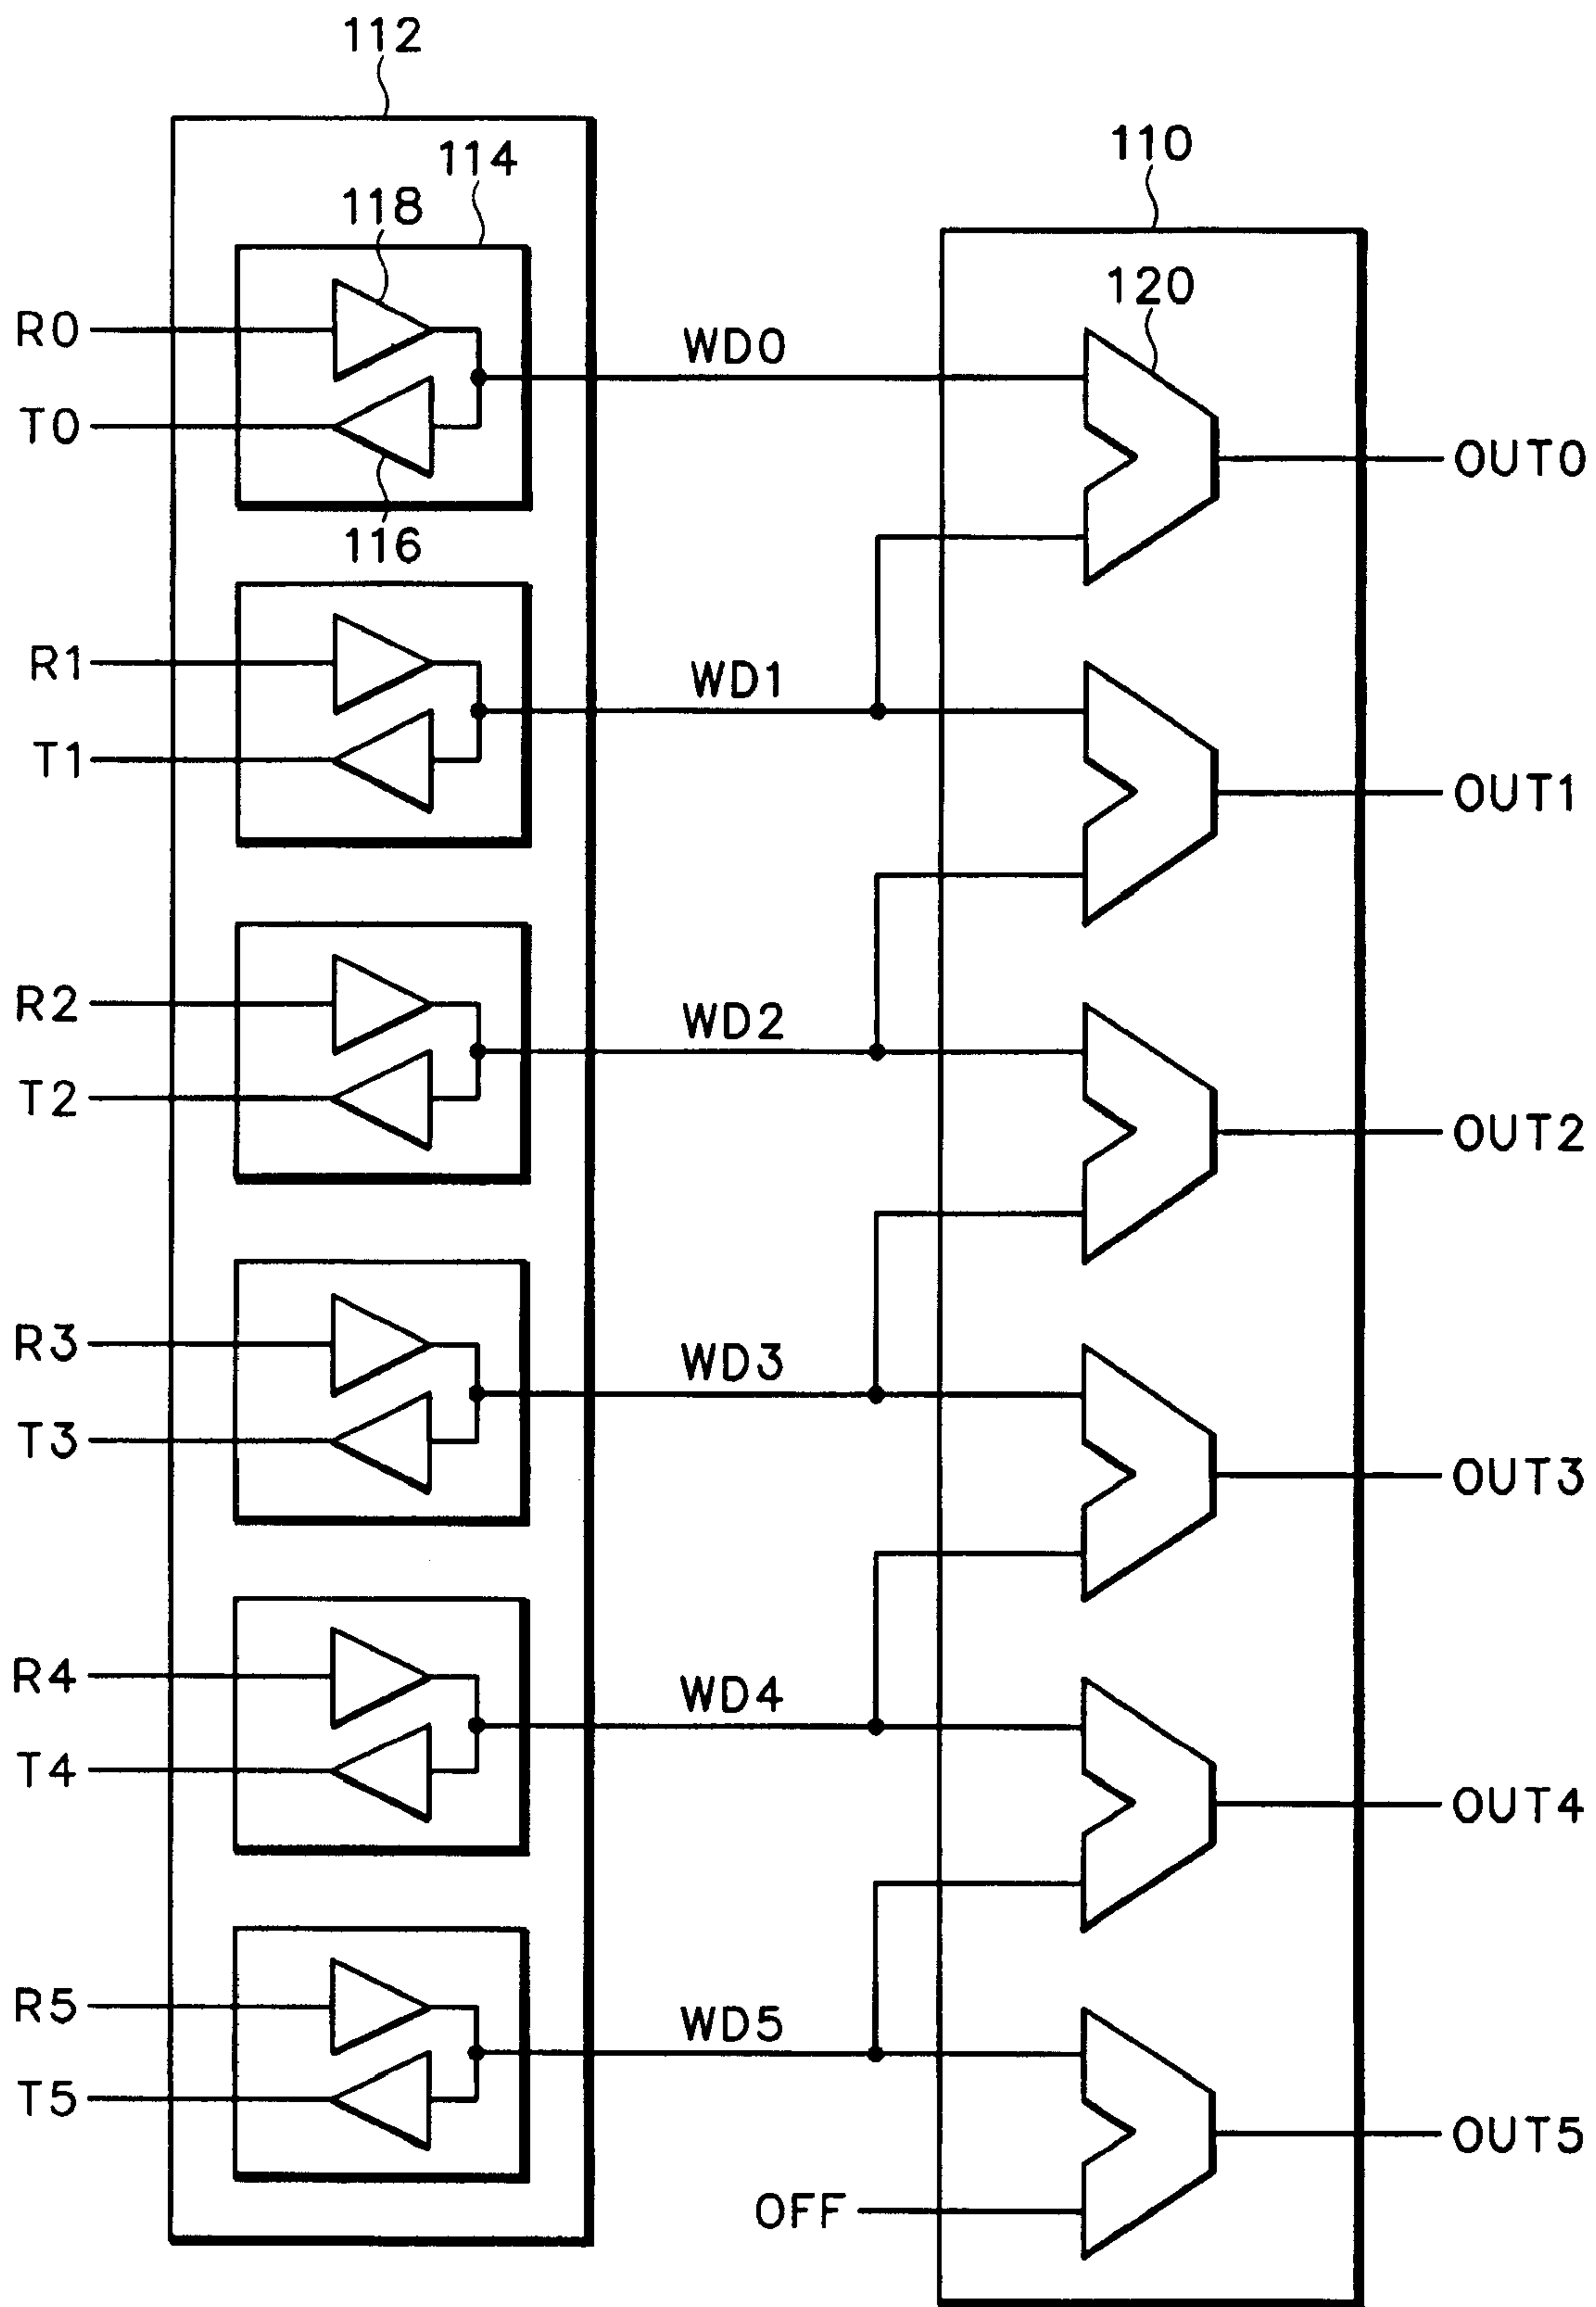 112
110
114
118
120
R0
WD0
T0
OUT0
116
R1
WD1
T1
OUT1
R2
WD2
T2
OUT2
R3
WD3
T3
OUT3
R4
WD4
T4
OUT4
R5
WD5
T5
OUT5
OFF